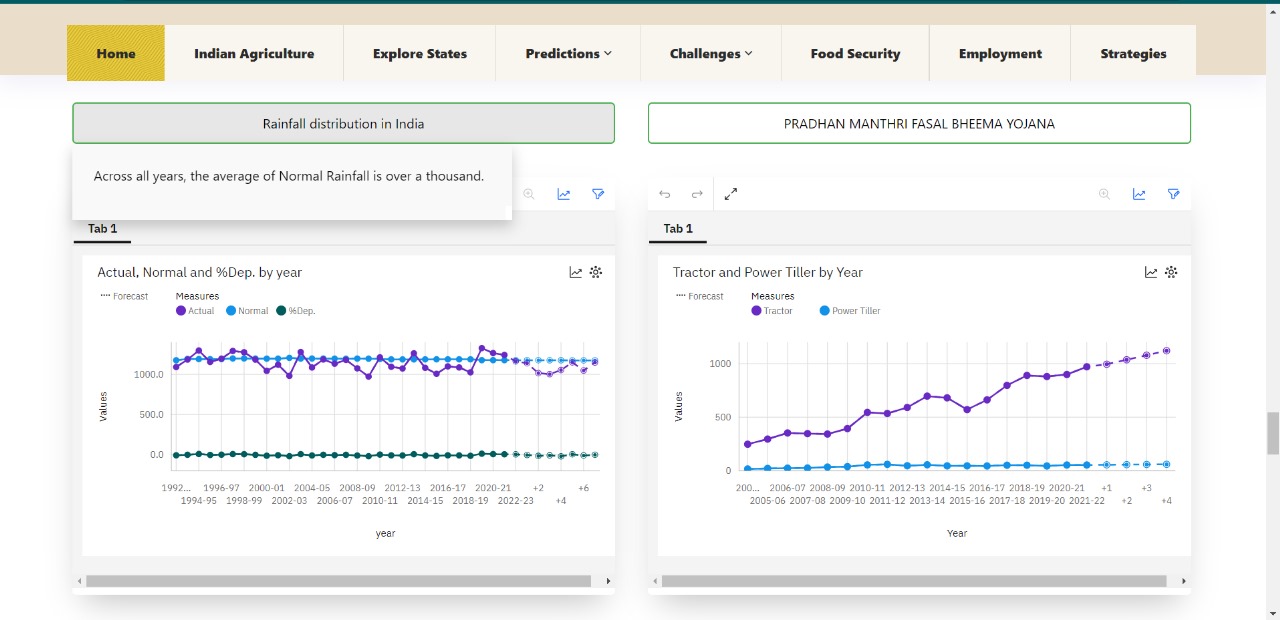 Home Indian Agriculture Explore States Predictions Challenges Food Security Employment Strategies
Rainfall distribution in India
Across all years, the average of Normal Rainfall is over a thousand.
Tab 1
Actual, Normal and %Dep. by year
Forecast
Measures
Actual Normal %Dep.
1000.0
500.0
0.0
Values
1992... 1996-97 2000-01 2004-05 2008-09 2012-13 2016-17 2020-21 +2 +6
1994-95 1998-99 2002-03 2006-07 2010-11 2014-15 2018-19 2022-23 +4
year
PRADHAN MANTHRI FASAL BHEEMA YOJANA
Tab 1
Tractor and Power Tiller by Year
Forecast
Measures
Tractor Power Tiller
1000
500
0
Values
200... 2006-07 2008-09 2010-11 2012-13 2014-15 2016-17 2018-19 2020-21 +1 +3
2005-06 2007-08 2009-10 2011-12 2013-14 2015-16 2017-18 2019-20 2021-22 +2 +4
Year